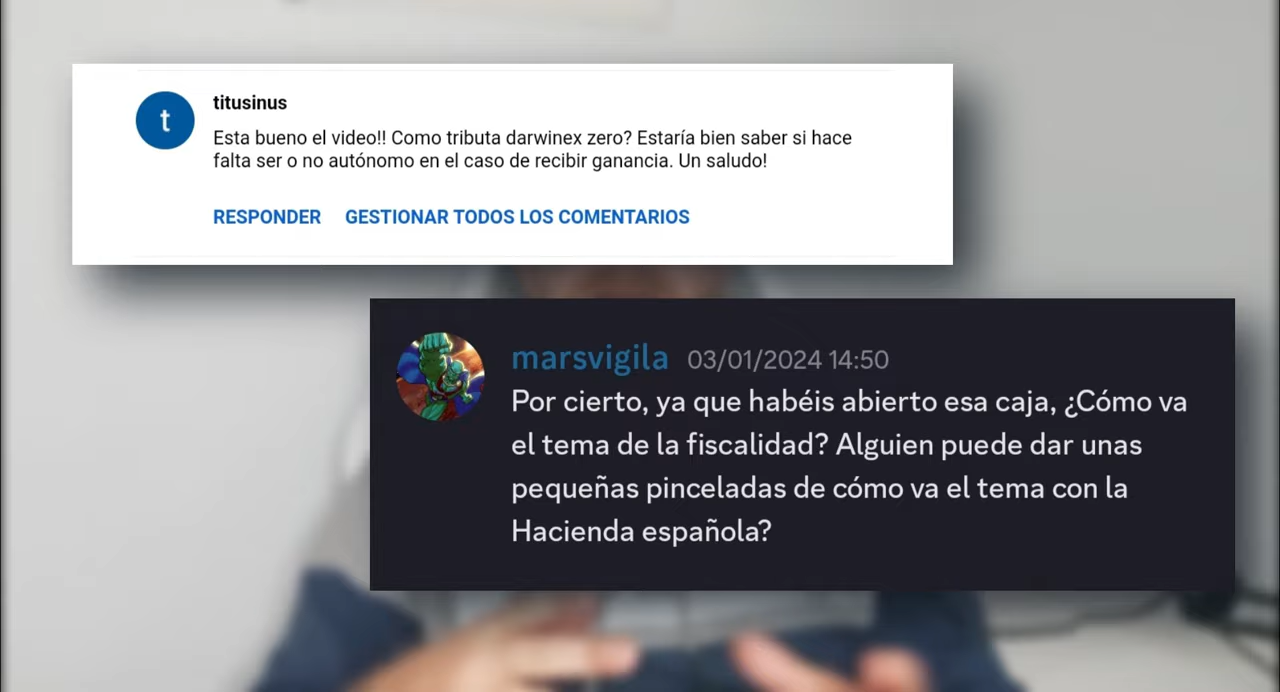 t
titusinus
Esta bueno el video!! Como tributa darwinex zero? Estaría bien saber si hace
falta ser o no autónomo en el caso de recibir ganancia. Un saludo!
RESPONDER GESTIONAR TODOS LOS COMENTARIOS
marsvigila 03/01/2024 14:50
Por cierto, ya que habéis abierto esa caja, ¿Cómo va
el tema de la fiscalidad? Alguien puede dar unas
pequeñas pinceladas de cómo va el tema con la
Hacienda española?